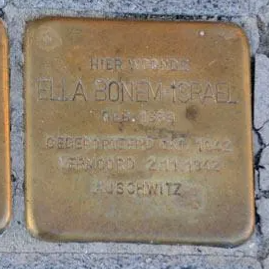 HIER WOONDE
ELLA BONEM-ISRAEL
GEB.
GEDEPORTEERD 1942
VERMOORD 2.11.1942
AUSCHWITZ